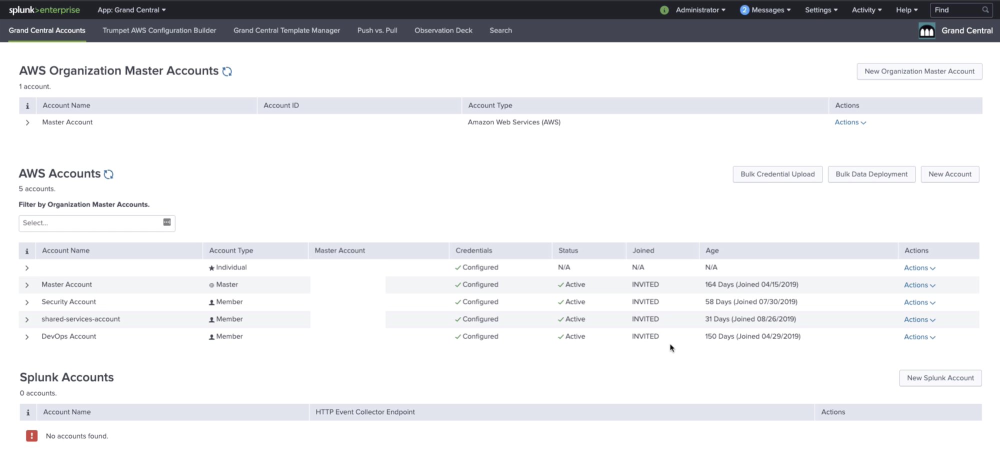 splunk>enterprise App: Grand Central Administrator 2 Messages Settings Activity Help Find
Grand Central Accounts Trumpet AWS Configuration Builder Grand Central Template Manager Push vs. Pull Observation Deck Search Grand Central
AWS Organization Master Accounts New Organization Master Account
1 account.
i Account Name Account ID Account Type Actions
Master Account Amazon Web Services (AWS) Actions
AWS Accounts Bulk Credential Upload Bulk Data Deployment New Account
5 accounts.
Filter by Organization Master Accounts.
Select...
i Account Name Account Type Master Account Credentials Status Joined Age Actions
Individual Configured N/A N/A N/A Actions
Master Account Master Configured Active INVITED 164 Days (Joined 04/15/2019) Actions
Security Account Member Configured Active INVITED 58 Days (Joined 07/30/2019) Actions
shared-services-account Member Configured Active INVITED 31 Days (Joined 08/26/2019) Actions
DevOps Account Member Configured Active INVITED 150 Days (Joined 04/29/2019) Actions
Splunk Accounts New Splunk Account
0 accounts.
i Account Name HTTP Event Collector Endpoint Actions
! No accounts found.